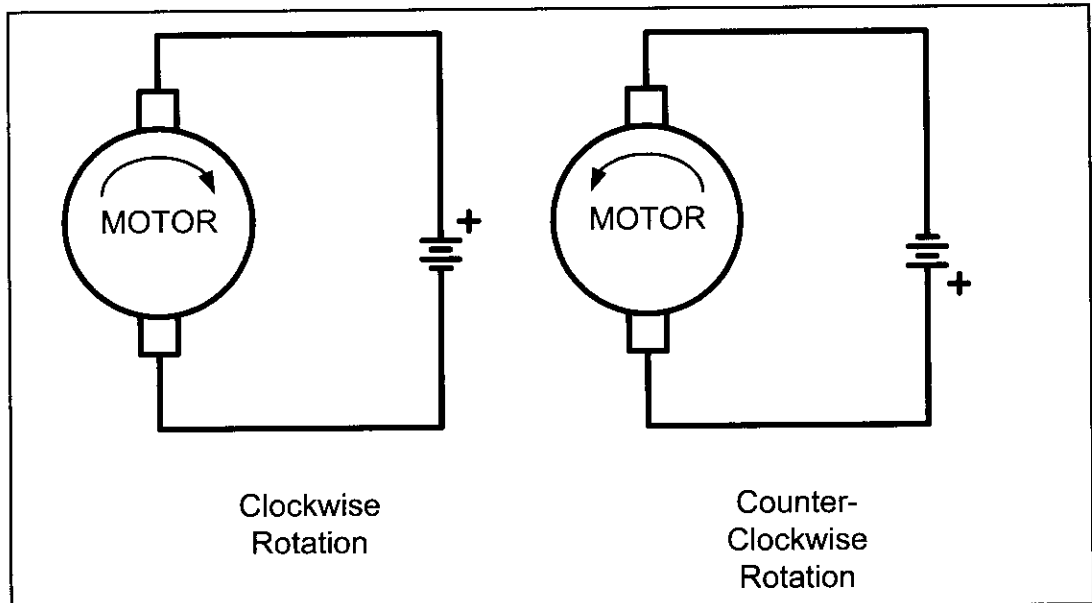 MOTOR
+
MOTOR
+
Clockwise
Rotation
Counter-
Clockwise
Rotation